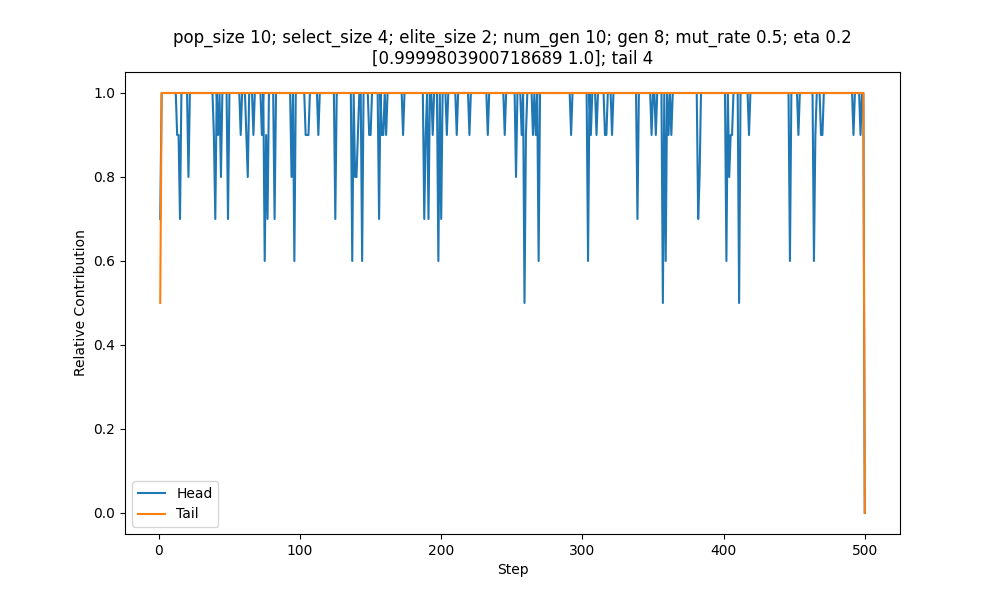 pop_size 10; select_size 4; elite_size 2; num_gen 10; gen 8; mut_rate 0.5; eta 0.2
[0.9999803900718689 1.0]; tail 4
1.0
0.8
0.6
0.4
0.2
0.0
Relative Contribution
Head
Tail
0
100
200
300
400
500
Step